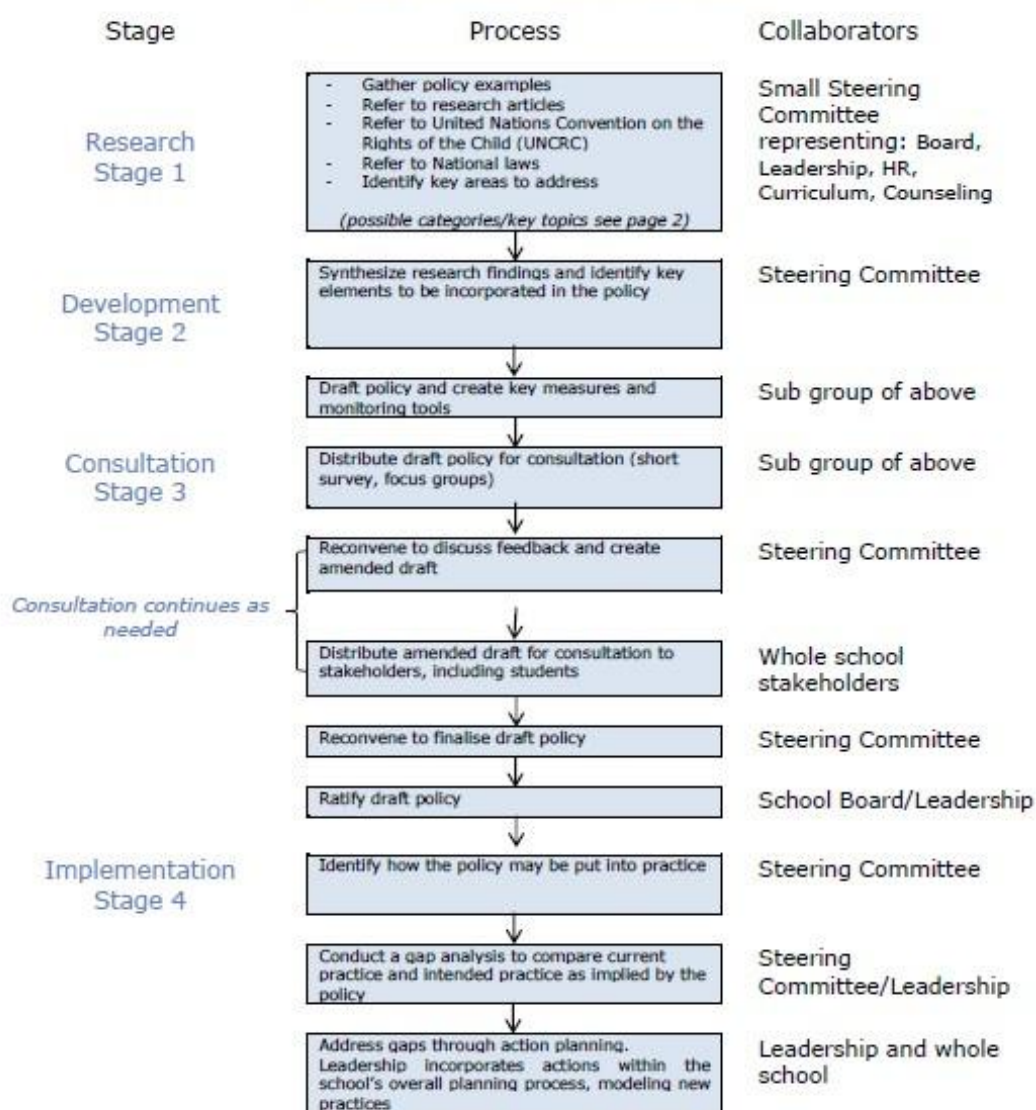 Stage Process Collaborators
Research
Stage 1
- Gather policy examples
- Refer to research articles
- Refer to United Nations Convention on the
Rights of the Child (UNCRC)
- Refer to National laws
- Identify key areas to address
(possible categories/key topics see page 2)
Small Steering
Committee
representing: Board,
Leadership, HR,
Curriculum, Counseling
Development
Stage 2
Synthesize research findings and identify key
elements to be incorporated in the policy
Steering Committee
Draft policy and create key measures and
monitoring tools
Sub group of above
Consultation
Stage 3
Distribute draft policy for consultation (short
survey, focus groups)
Sub group of above
Consultation continues as
needed
Reconvene to discuss feedback and create
amended draft
Steering Committee
Distribute amended draft for consultation to
stakeholders, including students
Whole school
stakeholders
Reconvene to finalise draft policy
Steering Committee
Ratify draft policy
School Board/Leadership
Implementation
Stage 4
Identify how the policy may be put into practice
Steering Committee
Conduct a gap analysis to compare current
practice and intended practice as implied by the
policy
Steering
Committee/Leadership
Address gaps through action planning.
Leadership incorporates actions within the
school's overall planning process, modeling new
practices
Leadership and whole
school